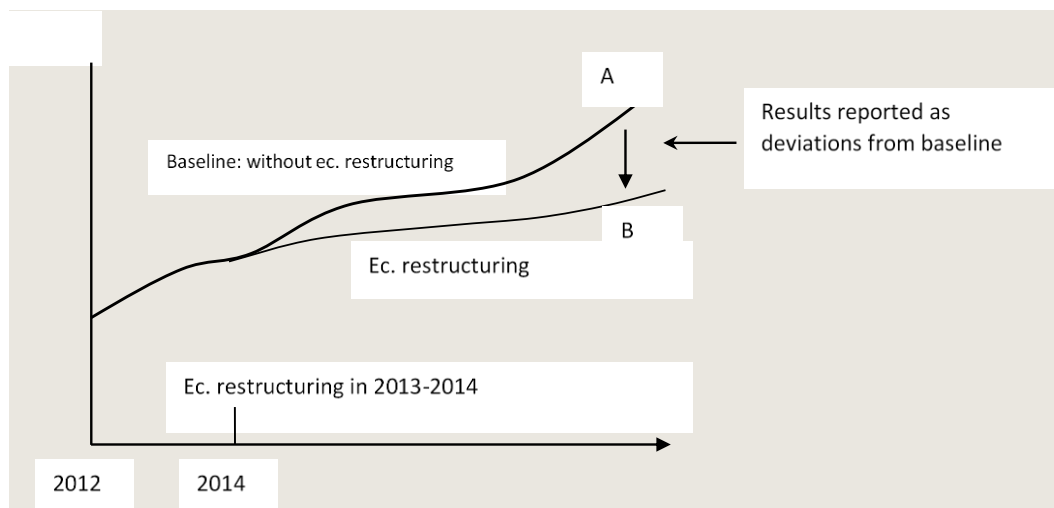 A
Results reported as
deviations from baseline
Baseline: without ec. restructuring
B
Ec. restructuring
Ec. restructuring in 2013-2014
2012
2014